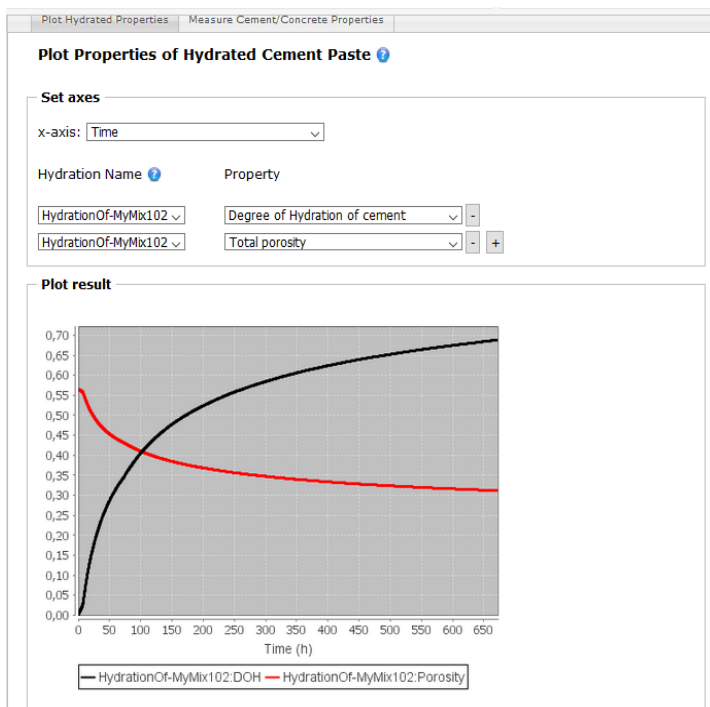 Plot Hydrated Properties Measure Cement/Concrete Properties
Plot Properties of Hydrated Cement Paste ?
Set axes
x-axis: Time
Hydration Name ? Property
HydrationOf-MyMix102 Degree of Hydration of cement -
HydrationOf-MyMix102 Total porosity - +
Plot result
0,70
0,65
0,60
0,55
0,50
0,45
0,40
0,35
0,30
0,25
0,20
0,15
0,10
0,05
0,00
0 50 100 150 200 250 300 350 400 450 500 550 600 650
Time (h)
HydrationOf-MyMix102:DOH HydrationOf-MyMix102:Porosity